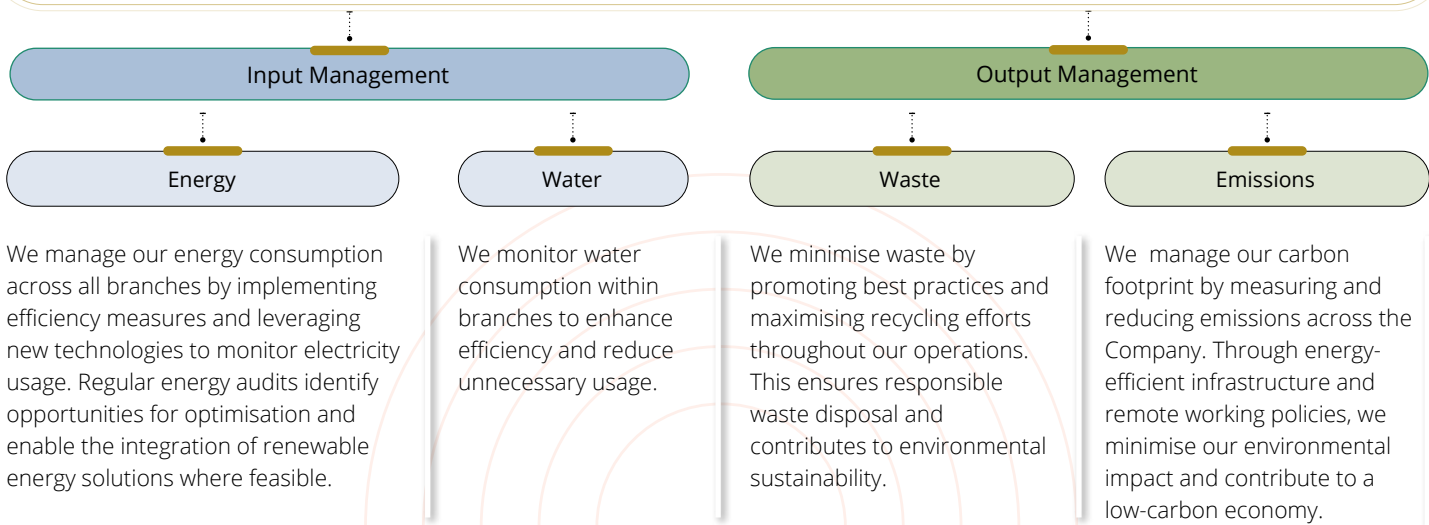 Input Management
Output Management
Energy
Water
Waste
Emissions
We manage our energy consumption
across all branches by implementing
efficiency measures and leveraging
new technologies to monitor electricity
usage. Regular energy audits identify
opportunities for optimisation and
enable the integration of renewable
energy solutions where feasible.
We monitor water
consumption within
branches to enhance
efficiency and reduce
unnecessary usage.
We minimise waste by
promoting best practices and
maximising recycling efforts
throughout our operations.
This ensures responsible
waste disposal and
contributes to environmental
sustainability.
We  manage our carbon
footprint by measuring and
reducing emissions across the
Company. Through energy-
efficient infrastructure and
remote working policies, we
minimise our environmental
impact and contribute to a
low-carbon economy.